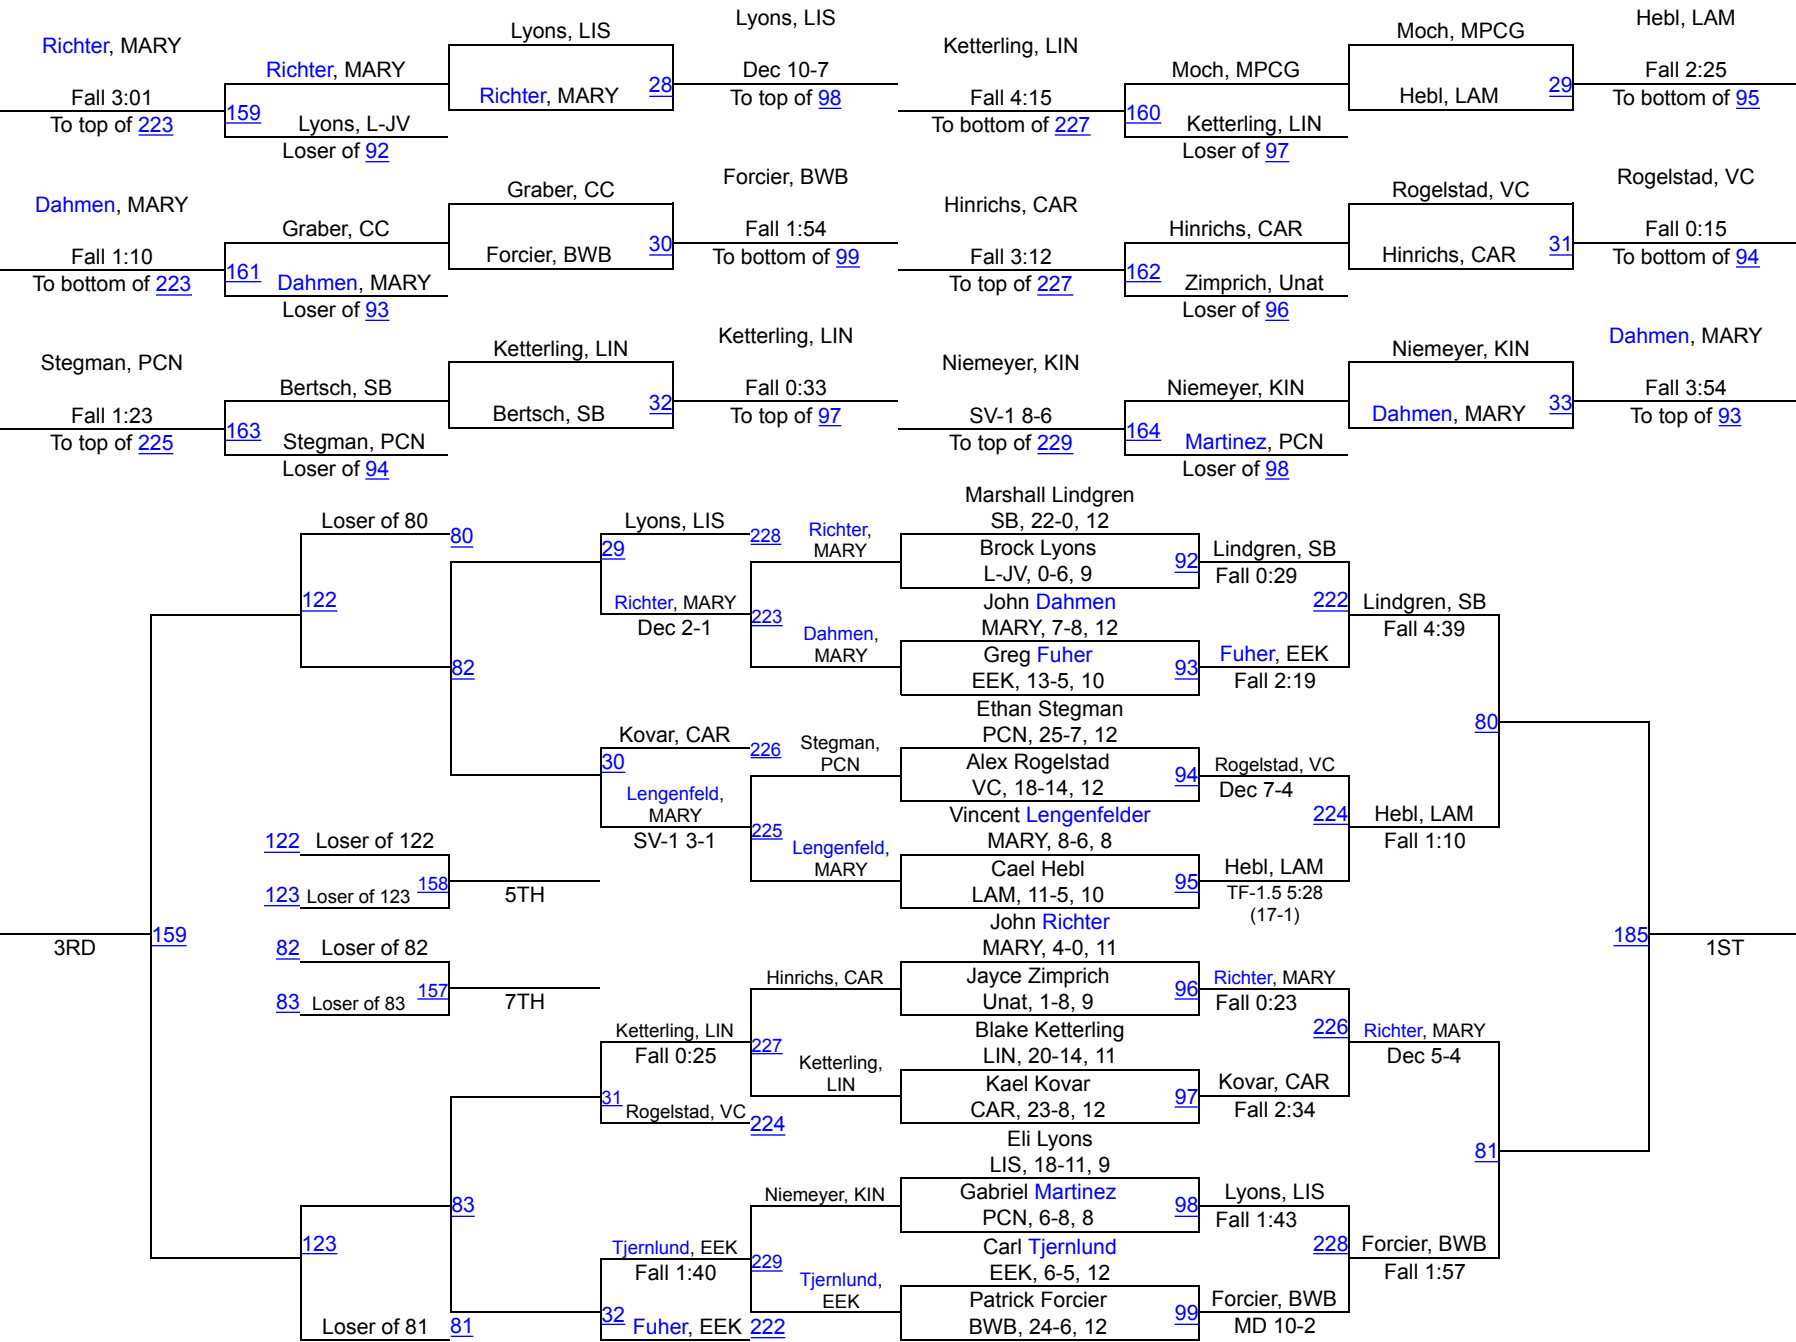 Richter, MARY
Fall 3:01
To top of 223
Richter, MARY
159
Lyons, L-JV
Loser of 92
Lyons, LIS
Richter, MARY
28
Lyons, LIS
Dec 10-7
To top of 98
Ketterling, LIN
Fall 4:15
To bottom of 227
Moch, MPCG
160
Ketterling, LIN
Loser of 97
Moch, MPCG
Hebl, LAM
29
Hebl, LAM
Fall 2:25
To bottom of 95
Dahmen, MARY
Fall 1:10
To bottom of 223
Graber, CC
161
Dahmen, MARY
Loser of 93
Graber, CC
Forcier, BWB
30
Forcier, BWB
Fall 1:54
To bottom of 99
Hinrichs, CAR
Fall 3:12
To top of 227
Hinrichs, CAR
162
Zimprich, Unat
Loser of 96
Rogelstad, VC
Hinrichs, CAR
31
Rogelstad, VC
Fall 0:15
To bottom of 94
Stegman, PCN
Fall 1:23
To top of 225
Bertsch, SB
163
Stegman, PCN
Loser of 94
Ketterling, LIN
Bertsch, SB
32
Ketterling, LIN
Fall 0:33
To top of 97
Niemeyer, KIN
SV-1 8-6
To top of 229
Niemeyer, KIN
164
Martinez, PCN
Loser of 98
Niemeyer, KIN
Dahmen, MARY
33
Dahmen, MARY
Fall 3:54
To top of 93
3RD
159
122
Loser of 80
80
82
122
Loser of 122
123
Loser of 123
158
5TH
82
Loser of 82
83
Loser of 83
157
7TH
123
83
Loser of 81
81
Lyons, LIS
228
29
Richter, MARY
Dec 2-1
223
Richter,
MARY
Dahmen,
MARY
Kovar, CAR
226
30
Lengenfeld,
MARY
SV-1 3-1
225
Stegman,
PCN
Lengenfeld,
MARY
Ketterling, LIN
Fall 0:25
227
Hinrichs, CAR
Ketterling,
LIN
31
Rogelstad, VC
224
Tjernlund, EEK
Fall 1:40
229
Niemeyer, KIN
Tjernlund,
EEK
32
Fuher, EEK
222
Marshall Lindgren
SB, 22-0, 12
Brock Lyons
L-JV, 0-6, 9
92
John Dahmen
MARY, 7-8, 12
Greg Fuher
EEK, 13-5, 10
93
Ethan Stegman
PCN, 25-7, 12
Alex Rogelstad
VC, 18-14, 12
94
Vincent Lengenfelder
MARY, 8-6, 8
Cael Hebl
LAM, 11-5, 10
95
John Richter
MARY, 4-0, 11
Jayce Zimprich
Unat, 1-8, 9
96
Blake Ketterling
LIN, 20-14, 11
Kael Kovar
CAR, 23-8, 12
97
Eli Lyons
LIS, 18-11, 9
Gabriel Martinez
PCN, 6-8, 8
98
Carl Tjernlund
EEK, 6-5, 12
Patrick Forcier
BWB, 24-6, 12
99
Lindgren, SB
Fall 0:29
222
Fuher, EEK
Fall 2:19
Rogelstad, VC
Dec 7-4
224
Hebl, LAM
TF-1.5 5:28
(17-1)
Richter, MARY
Fall 0:23
226
Kovar, CAR
Fall 2:34
Lyons, LIS
Fall 1:43
228
Forcier, BWB
MD 10-2
Lindgren, SB
Fall 4:39
80
Hebl, LAM
Fall 1:10
Richter, MARY
Dec 5-4
81
Forcier, BWB
Fall 1:57
185
1ST